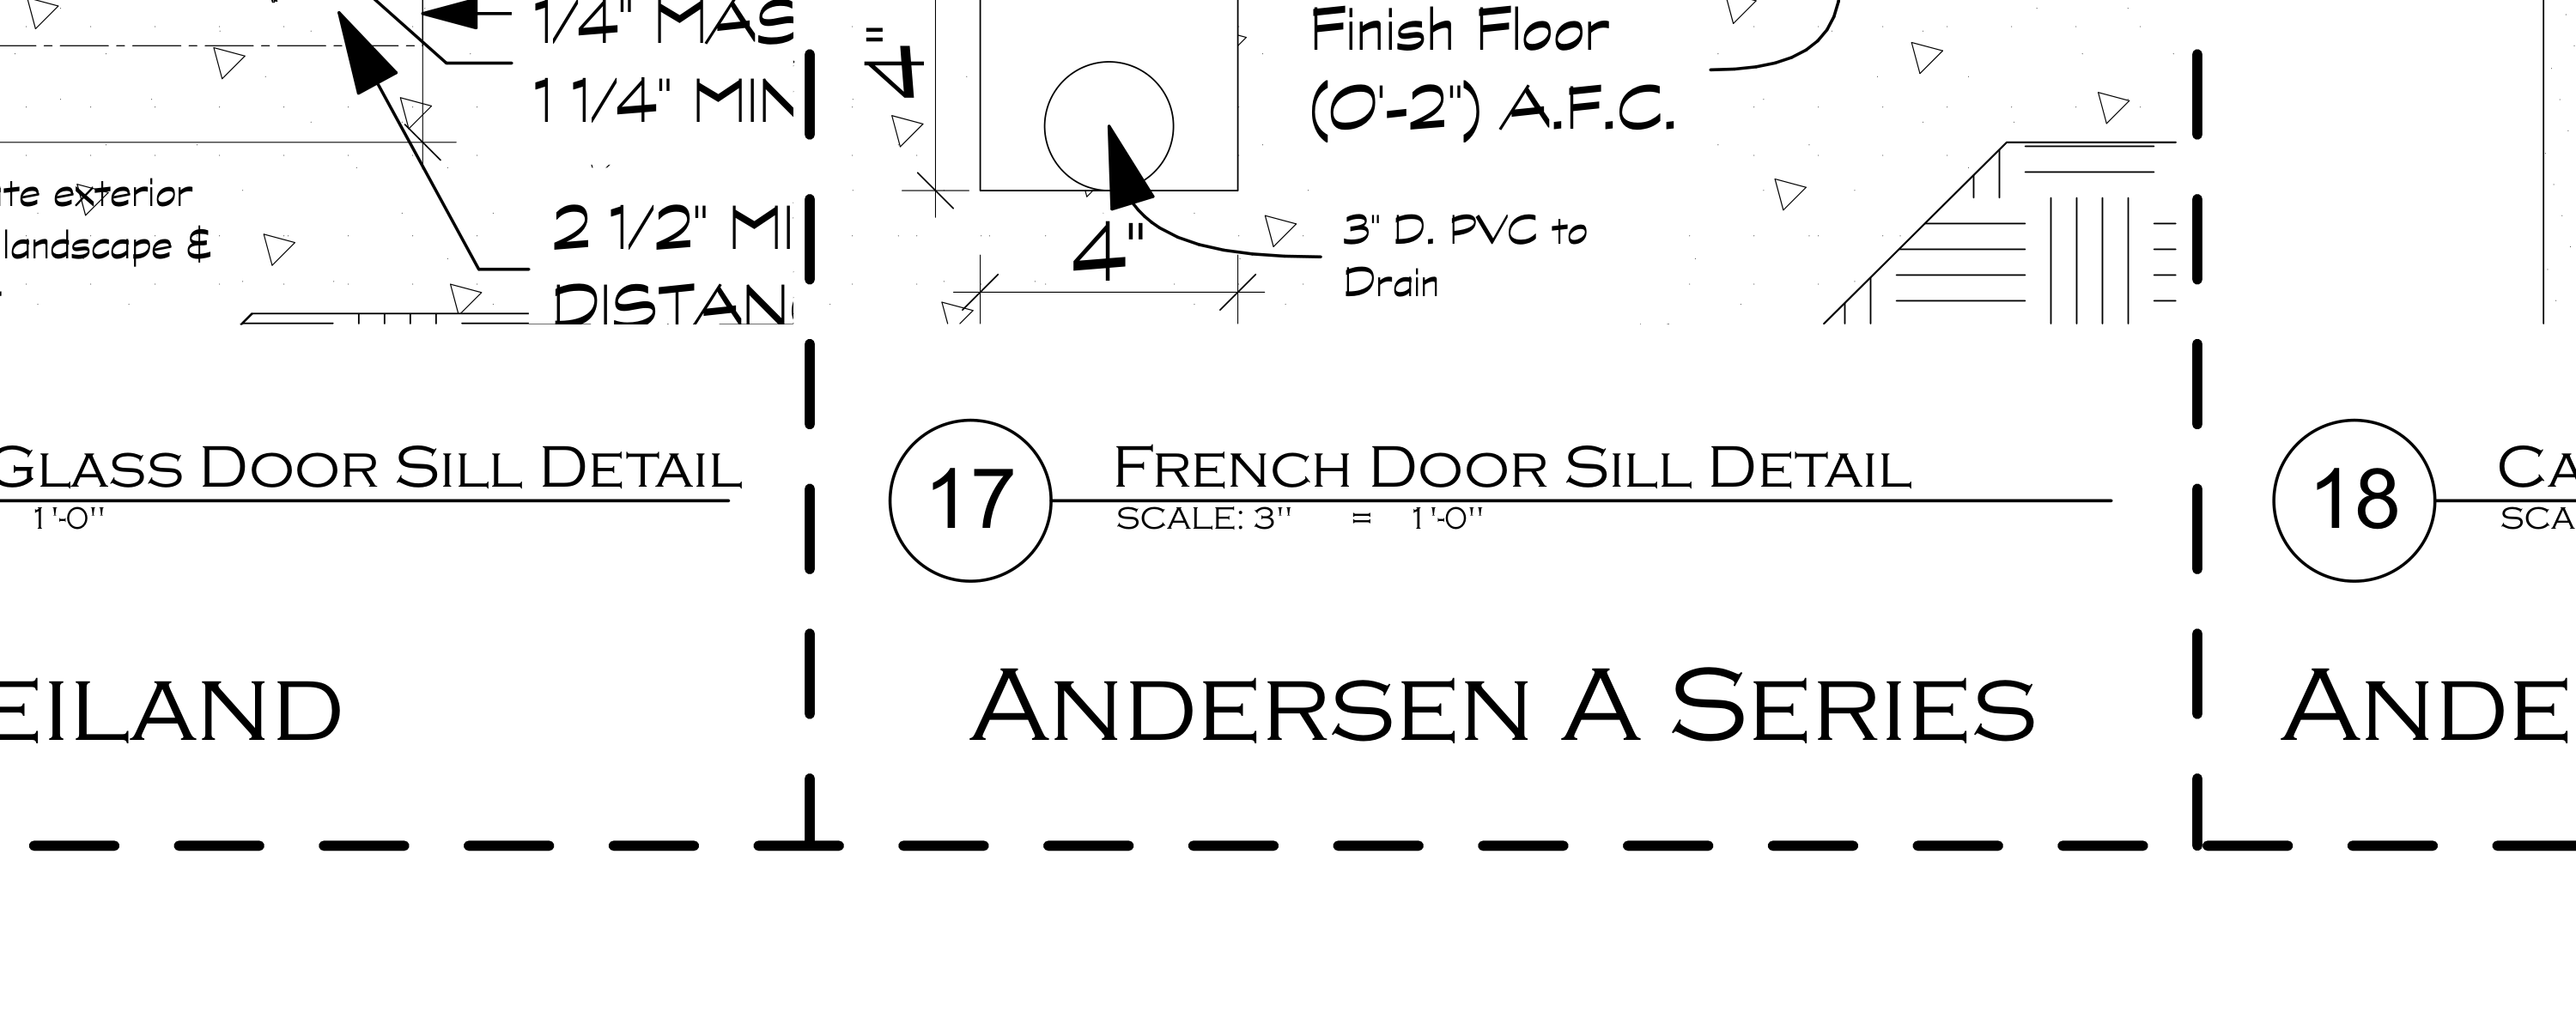 1/4" MAS
1 1/4" MIN
te exterior
landscape &
2 1/2" MI
DISTAN
4"
Finish Floor
(0'-2") A.F.C.
4"
3" D. PVC to
Drain
GLASS DOOR SILL DETAIL
1'-0"
EILAND
17
FRENCH DOOR SILL DETAIL
SCALE: 3" = 1'-0"
ANDERSEN A SERIES
18
CA
SCA
ANDE